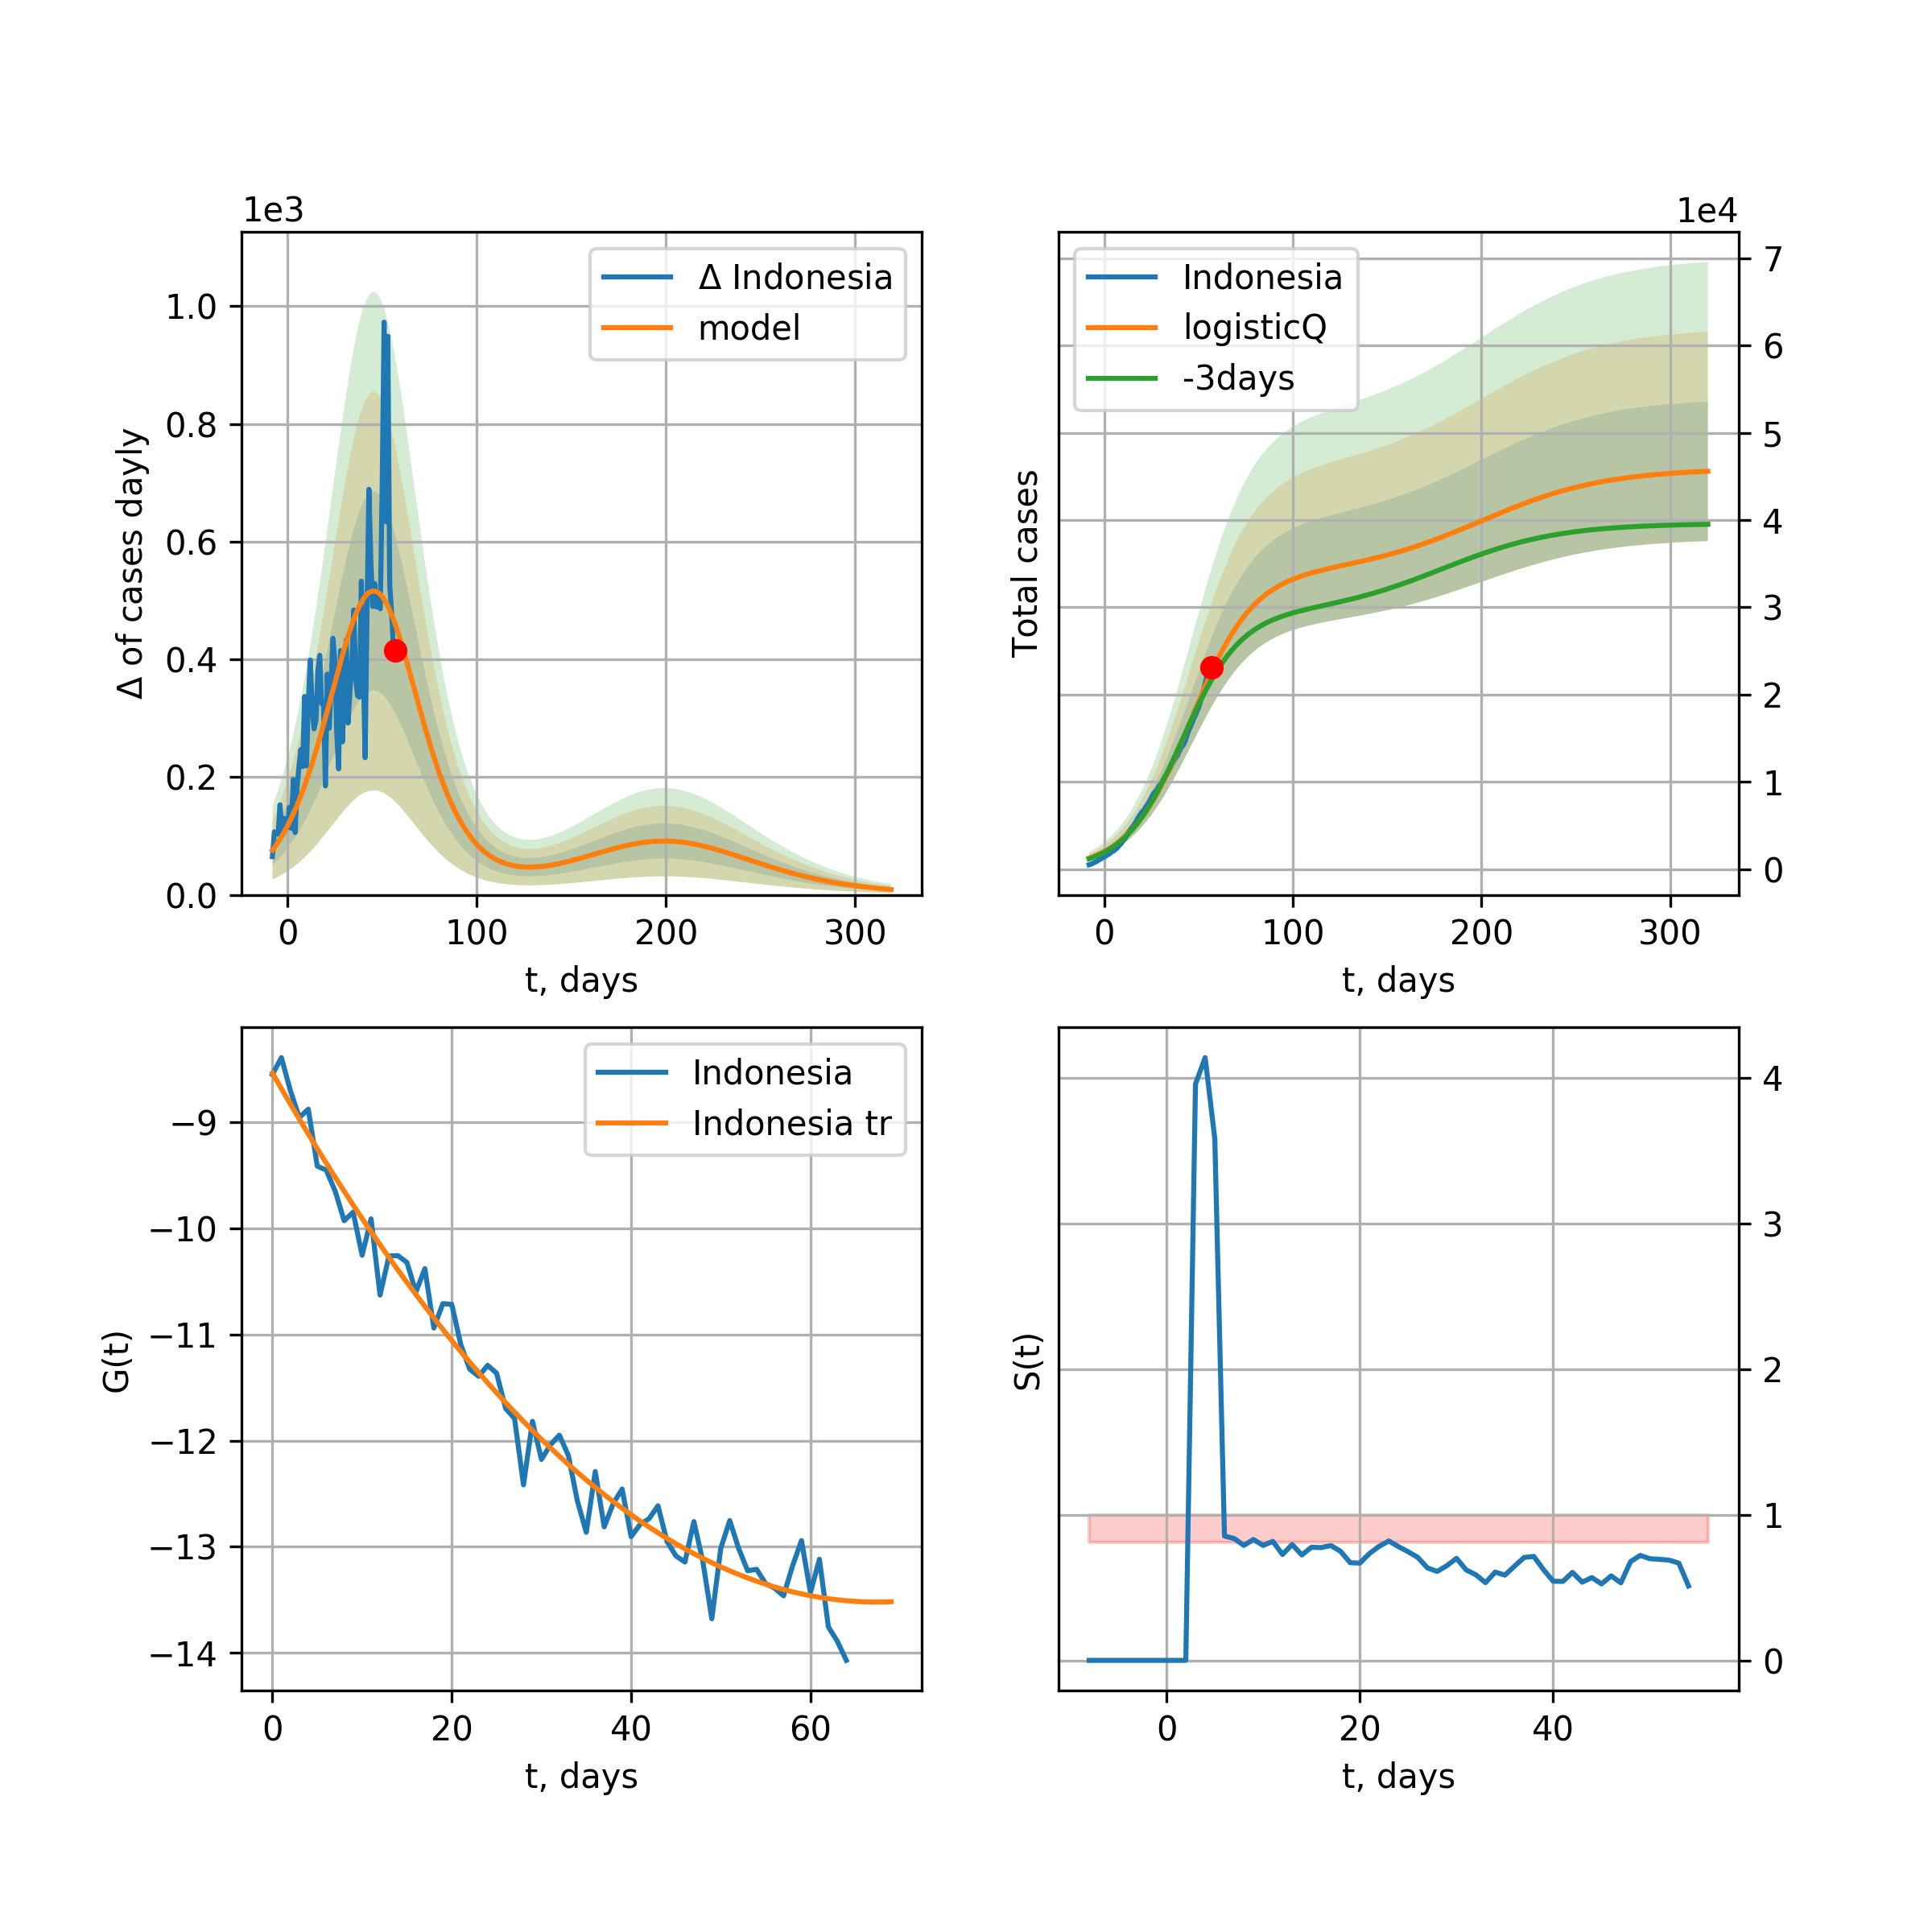 1e3
Δ of cases dayly
1.0
0.8
0.6
0.4
0.2
0.0
Δ Indonesia
model
0 100 200 300
t, days
1e4
Total cases
Indonesia
logisticQ
-3days
7
6
5
4
3
2
1
0
0 100 200 300
t, days
G(t)
−9
−10
−11
−12
−13
−14
Indonesia
Indonesia tr
0 20 40 60
t, days
S(t)
4
3
2
1
0
0 20 40
t, days